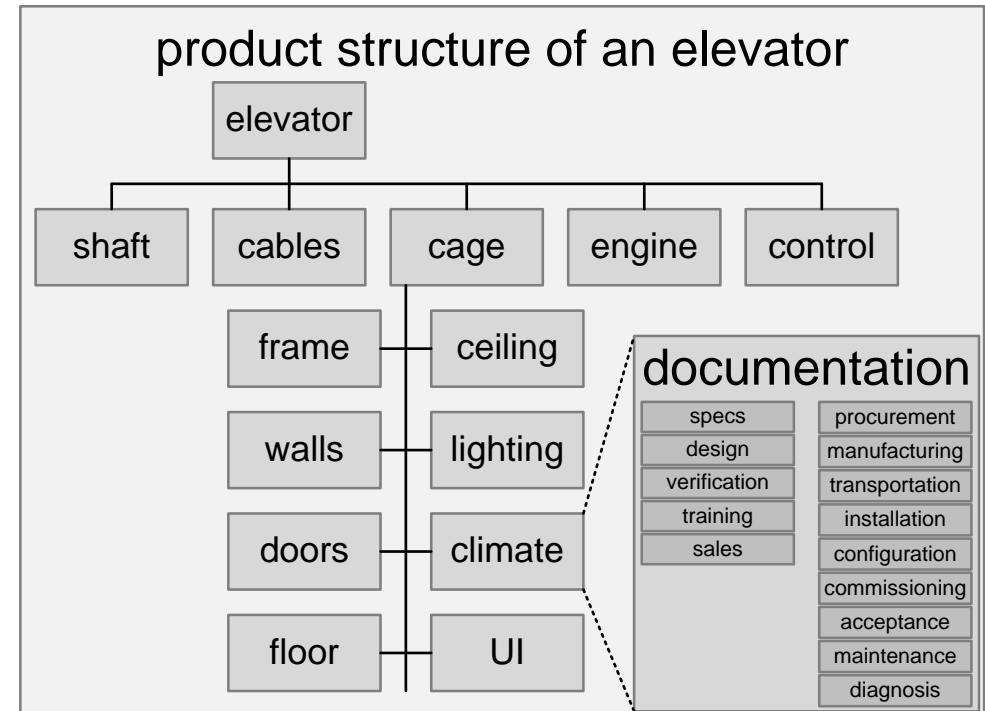 product structure of an elevator
elevator
shaft
cables
cage
engine
control
frame
ceiling
walls
lighting
doors
climate
floor
UI
documentation
specs
design
verification
training
sales
procurement
manufacturing
transportation
installation
configuration
commissioning
acceptance
maintenance
diagnosis